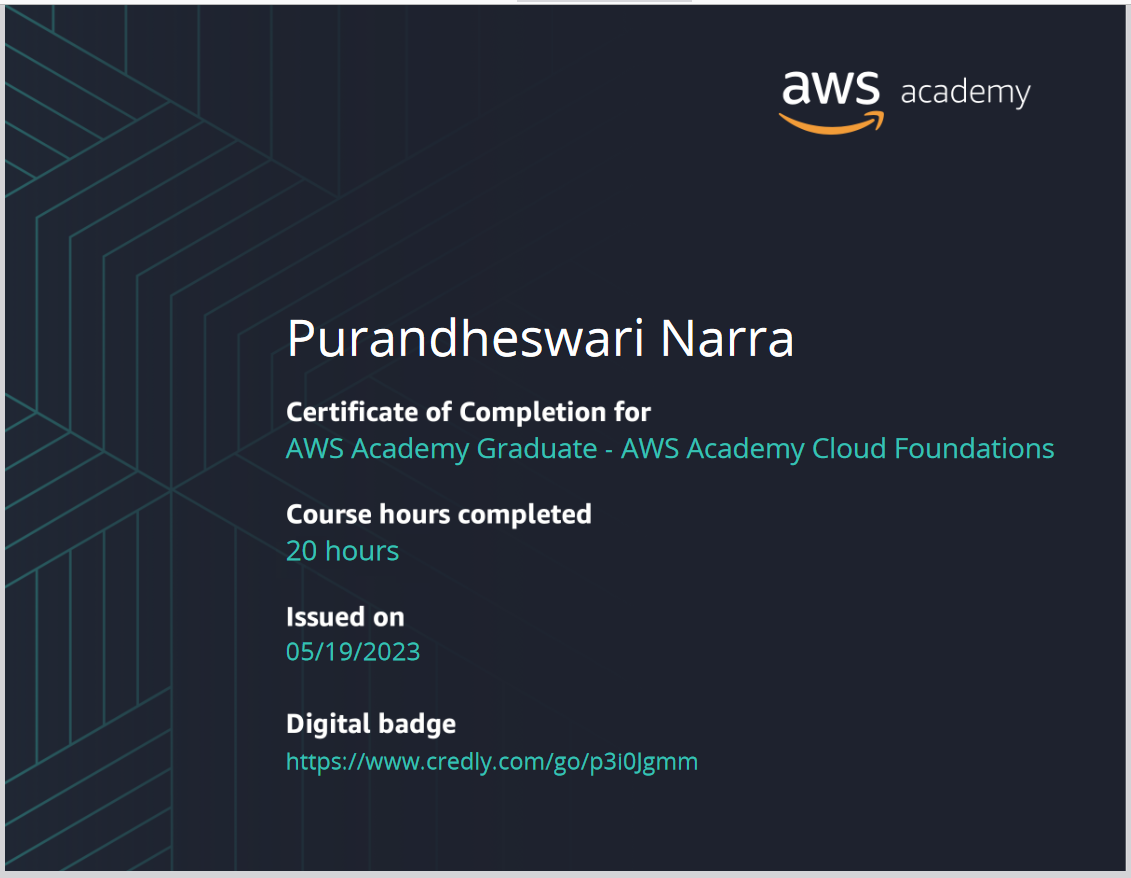 aws academy
Purandheswari Narra
Certificate of Completion for
AWS Academy Graduate - AWS Academy Cloud Foundations
Course hours completed
20 hours
Issued on
05/19/2023
Digital badge
https://www.credly.com/go/p3i0Jgmm